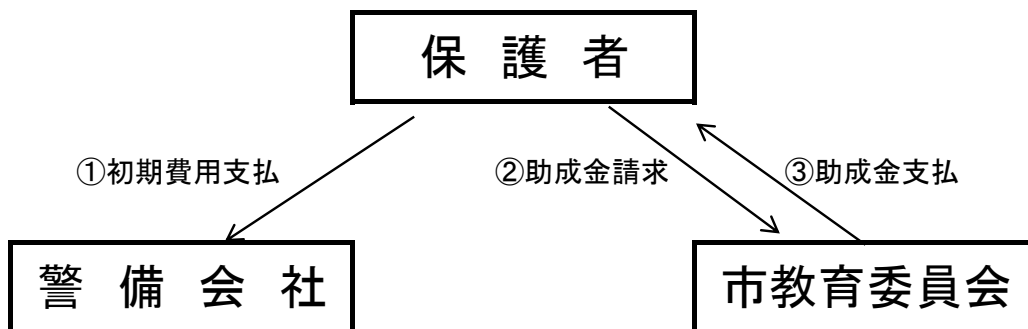 保護者
①初期費用支払
②助成金請求
③助成金支払
警備会社
市教育委員会